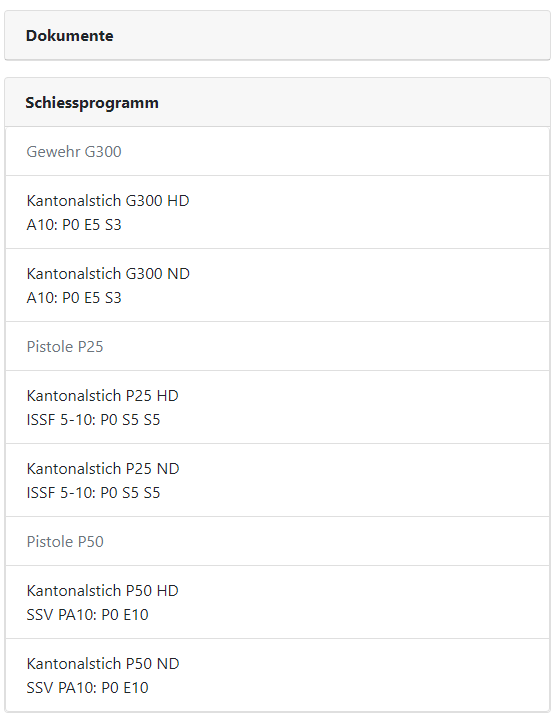 Dokumente
Schiessprogramm
Gewehr G300
Kantonalstich G300 HD
A10: P0 E5 S3
Kantonalstich G300 ND
A10: P0 E5 S3
Pistole P25
Kantonalstich P25 HD
ISSF 5-10: P0 S5 S5
Kantonalstich P25 ND
ISSF 5-10: P0 S5 S5
Pistole P50
Kantonalstich P50 HD
SSV PA10: P0 E10
Kantonalstich P50 ND
SSV PA10: P0 E10